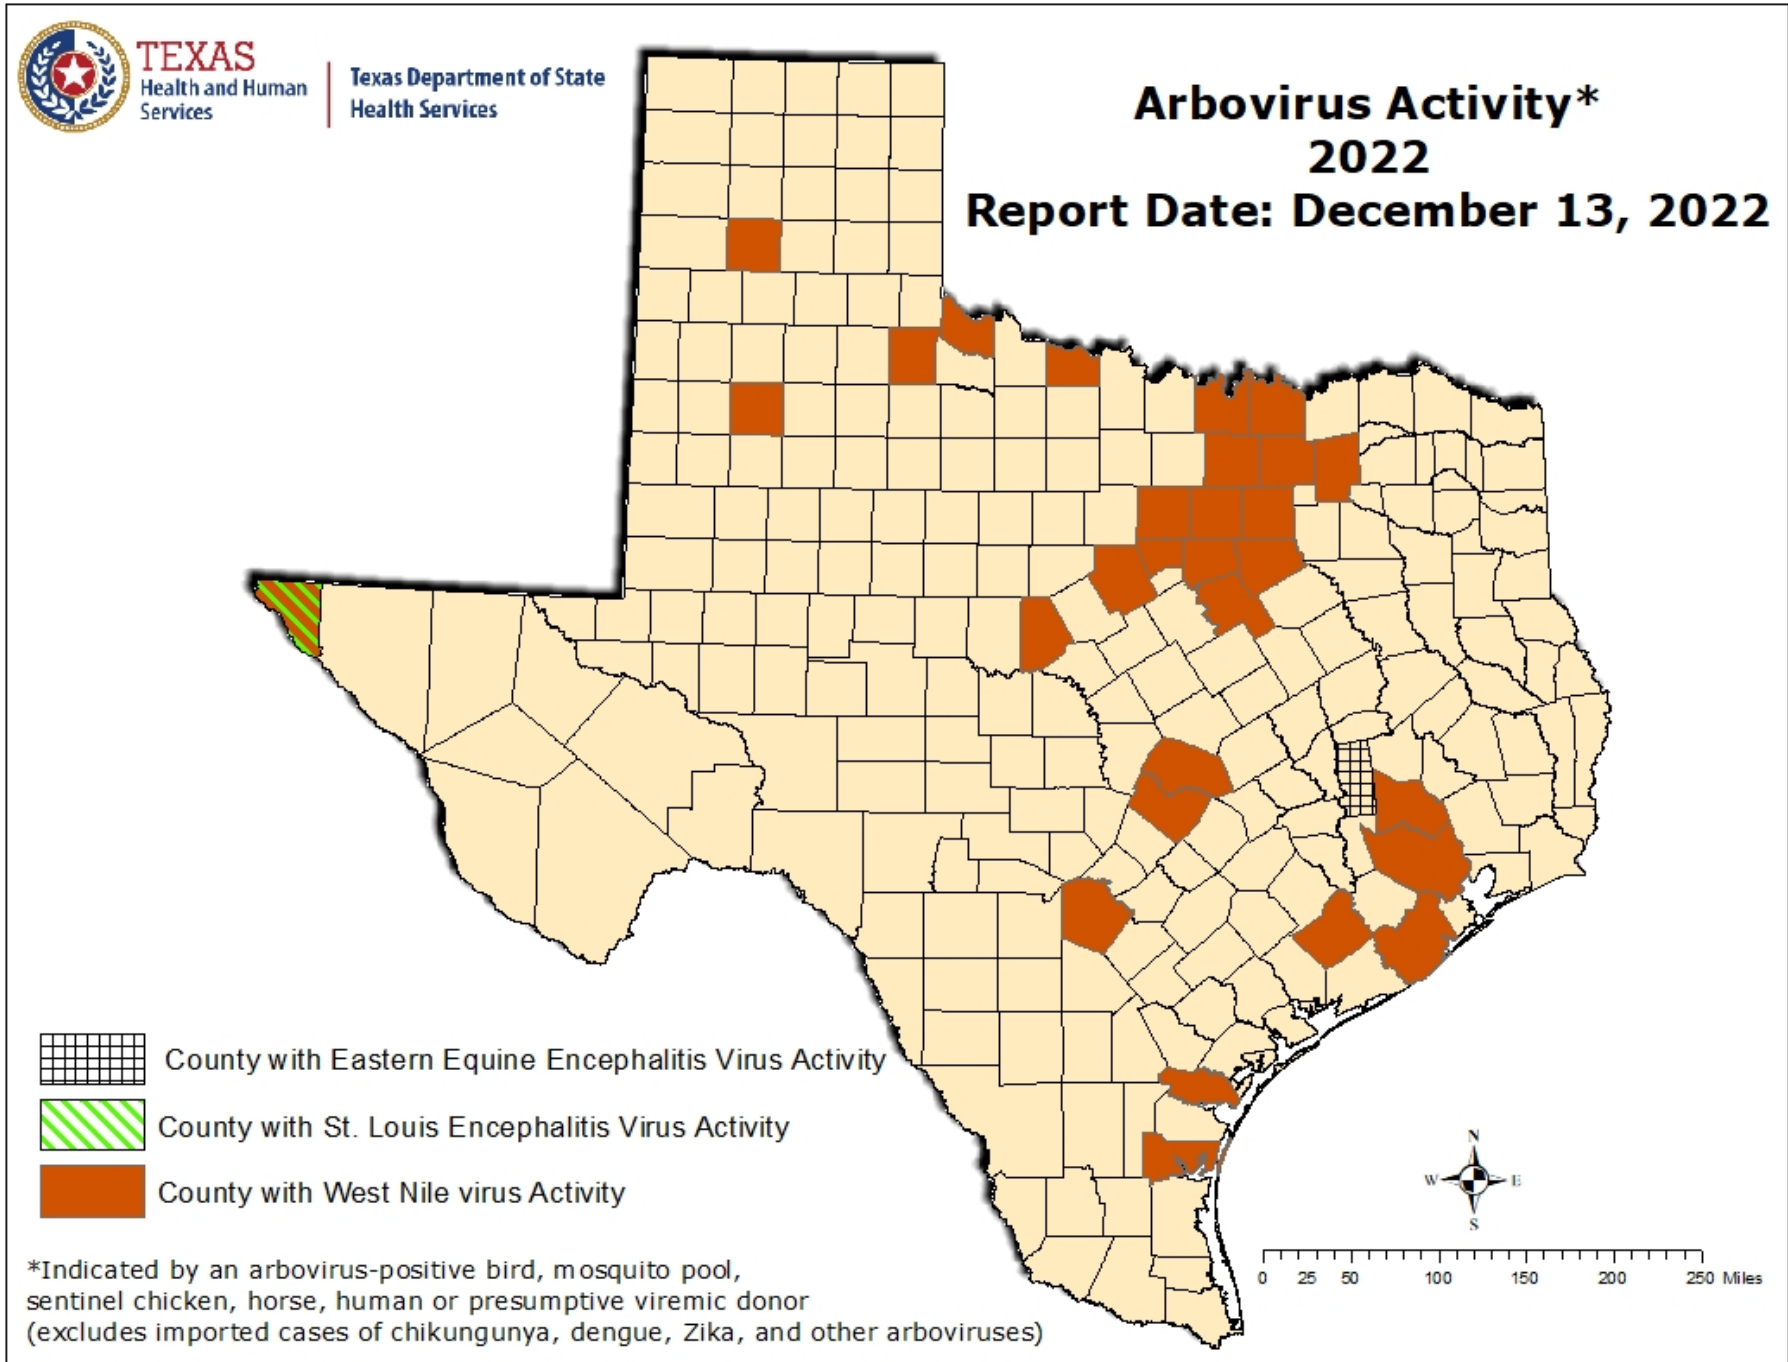 TEXAS
Health and Human
Services
Texas Department of State
Health Services
Arbovirus Activity*
2022
Report Date: December 13, 2022
County with Eastern Equine Encephalitis Virus Activity
County with St. Louis Encephalitis Virus Activity
County with West Nile virus Activity
*Indicated by an arbovirus-positive bird, mosquito pool,
sentinel chicken, horse, human or presumptive viremic donor
(excludes imported cases of chikungunya, dengue, Zika, and other arboviruses)
N
W E
S
0 25 50 100 150 200 250 Miles